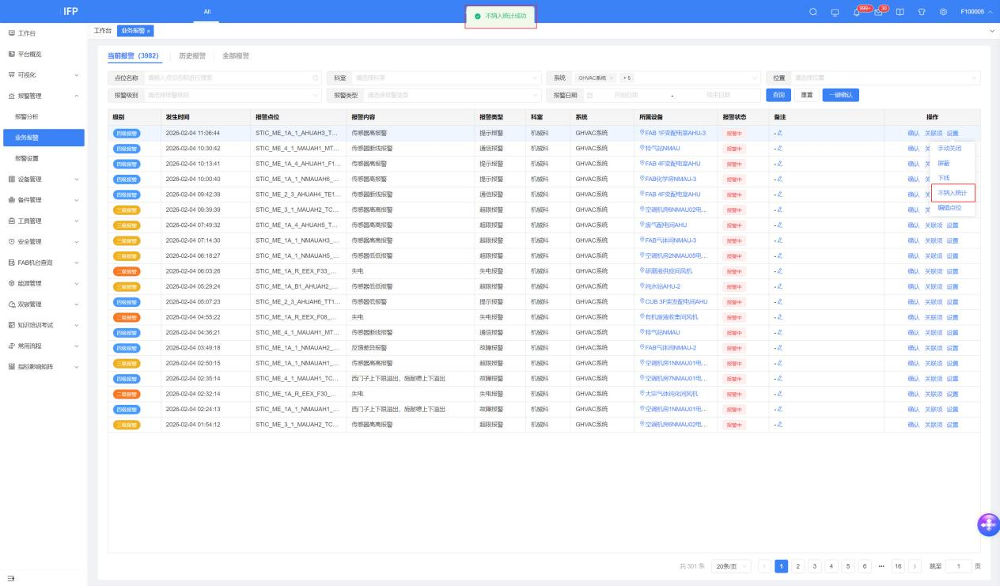 IFP
All
不纳入统计成功
999+
30
F100005
工作台
平台概览
可视化
报警管理
报警分析
业务报警
报警设置
设备管理
备件管理
工具管理
安全管理
FAB机台查询
能源管理
双碳管理
知识培训考试
常用流程
指标影响矩阵
工作台 业务报警 ×
当前报警（3982） 历史报警 全部报警
点位名称 请输入点位名称进行搜索 科室 请选择科室 系统 GHVAC系统 × + 5 位置 请选择位置
报警级别 请选择报警级别 报警类型 请选择报警类型 报警日期 开始日期 - 结束日期 查询 重置 一键确认
级别 发生时间 报警点位 报警内容 报警类型 科室 系统 所属设备 报警状态 备注 操作
四级报警 2026-02-04 11:06:44 STIC_ME_1A_1_AHUAH3_T... 传感器高报警 提示报警 机械科 GHVAC系统 FAB 1F变配电室AHU-3 报警中 - 确认 关联项 设置
四级报警 2026-02-04 10:30:42 STIC_ME_4_1_MAUAH1_MT... 传感器断线报警 通信报警 机械科 GHVAC系统 特气站NMAU 报警中 - 确认 关 手动关闭
四级报警 2026-02-04 10:13:41 STIC_ME_1A_4_AHUAH1_F1... 传感器高报警 提示报警 机械科 GHVAC系统 FAB 4F变配电室AHU 报警中 - 确认 关 屏蔽
四级报警 2026-02-04 10:00:40 STIC_ME_1A_1_NMAUAH6_... 传感器高报警 提示报警 机械科 GHVAC系统 FAB化学房NMAU-3 报警中 - 确认 关 下线
四级报警 2026-02-04 09:42:39 STIC_ME_2_3_AHUAH4_TE1... 传感器断线报警 通信报警 机械科 GHVAC系统 FAB 4F变配电室AHU 报警中 - 确认 关 不纳入统计
三级报警 2026-02-04 09:39:39 STIC_ME_3_1_MAUAH2_TC... 传感器高高报警 超限报警 机械科 GHVAC系统 空调机房6NMAU02电... 报警中 - 确认 关 编辑点位
三级报警 2026-02-04 07:49:32 STIC_ME_1A_4_AHUAH5_T... 传感器高高报警 超限报警 机械科 GHVAC系统 废气配电间AHU 报警中 - 确认 关联项 设置
三级报警 2026-02-04 07:14:30 STIC_ME_1A_1_NMAUAH3_... 传感器高高报警 超限报警 机械科 GHVAC系统 FAB气体间NMAU-3 报警中 - 确认 关联项 设置
三级报警 2026-02-04 06:18:27 STIC_ME_1A_1_NMAUAH5_... 传感器低低报警 超限报警 机械科 GHVAC系统 空调机房2NMAU05电... 报警中 - 确认 关联项 设置
二级报警 2026-02-04 06:03:26 STIC_ME_1A_R_EEX_F33_... 失电 失电报警 机械科 GHVAC系统 研磨液供应间风机 报警中 - 确认 关联项 设置
三级报警 2026-02-04 05:29:24 STIC_ME_1A_B1_AHUAH2_... 传感器低低报警 超限报警 机械科 GHVAC系统 纯水站AHU-2 报警中 - 确认 关联项 设置
四级报警 2026-02-04 05:07:23 STIC_ME_2_3_AHUAH6_TT1... 传感器低报警 提示报警 机械科 GHVAC系统 CUB 3F柴发配电间AHU 报警中 - 确认 关联项 设置
二级报警 2026-02-04 04:55:22 STIC_ME_1A_R_EEX_F08_... 失电 失电报警 机械科 GHVAC系统 有机废液收集间风机 报警中 - 确认 关联项 设置
四级报警 2026-02-04 04:36:21 STIC_ME_4_1_MAUAH1_MT... 传感器断线报警 通信报警 机械科 GHVAC系统 特气站NMAU 报警中 - 确认 关联项 设置
四级报警 2026-02-04 03:49:18 STIC_ME_1A_1_NMAUAH2_... 反馈差异报警 故障报警 机械科 GHVAC系统 FAB气体间NMAU-2 报警中 - 确认 关联项 设置
三级报警 2026-02-04 02:50:15 STIC_ME_1A_1_NMAUAH1_... 传感器高高报警 超限报警 机械科 GHVAC系统 空调机房1NMAU01电... 报警中 - 确认 关联项 设置
四级报警 2026-02-04 02:35:14 STIC_ME_4_1_MAUAH1_TC... 西门子上下限溢出，施耐德上下溢出 故障报警 机械科 GHVAC系统 空调机房7NMAU01电... 报警中 - 确认 关联项 设置
二级报警 2026-02-04 02:32:14 STIC_ME_1A_R_EEX_F30_... 失电 失电报警 机械科 GHVAC系统 大宗气体纯化间风机 报警中 - 确认 关联项 设置
四级报警 2026-02-04 02:24:13 STIC_ME_1A_1_NMAUAH1_... 西门子上下限溢出，施耐德上下溢出 故障报警 机械科 GHVAC系统 空调机房1NMAU01电... 报警中 - 确认 关联项 设置
三级报警 2026-02-04 01:54:12 STIC_ME_3_1_MAUAH2_TC... 传感器高高报警 超限报警 机械科 GHVAC系统 空调机房6NMAU02电... 报警中 - 确认 关联项 设置
共 301 条 20条/页 1 2 3 4 5 6 ••• 16 跳至 1 页